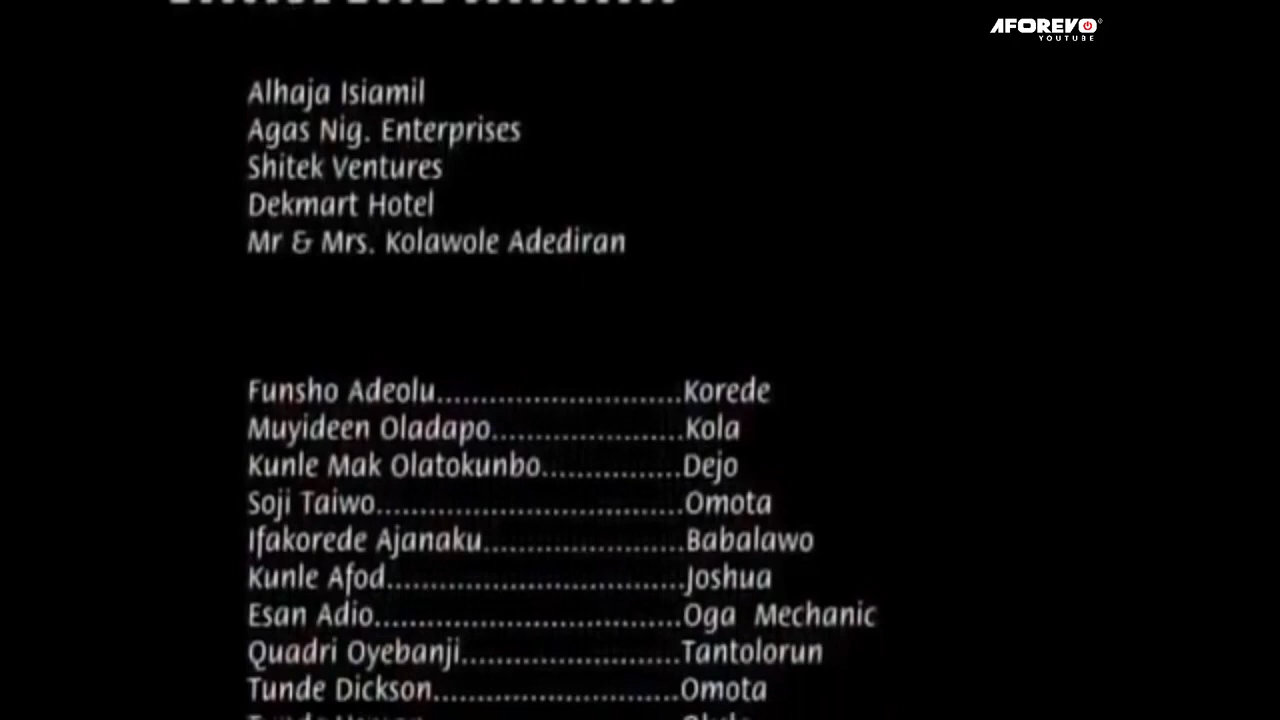 AFOREVO
YOUTUBE
Alhaja Isiamil
Agas Nig. Enterprises
Shitek Ventures
Dekmart Hotel
Mr & Mrs. Kolawole Adediran
Funsho Adeolu............................Korede
Muyideen Oladapo......................Kola
Kunle Mak Olatokunbo................Dejo
Soji Taiwo...................................Omota
Ifakorede Ajanaku.......................Babalawo
Kunle Afod..................................Joshua
Esan Adio...................................Oga Mechanic
Quadri Oyebanji.........................Tantolorun
Tunde Dickson............................Omota